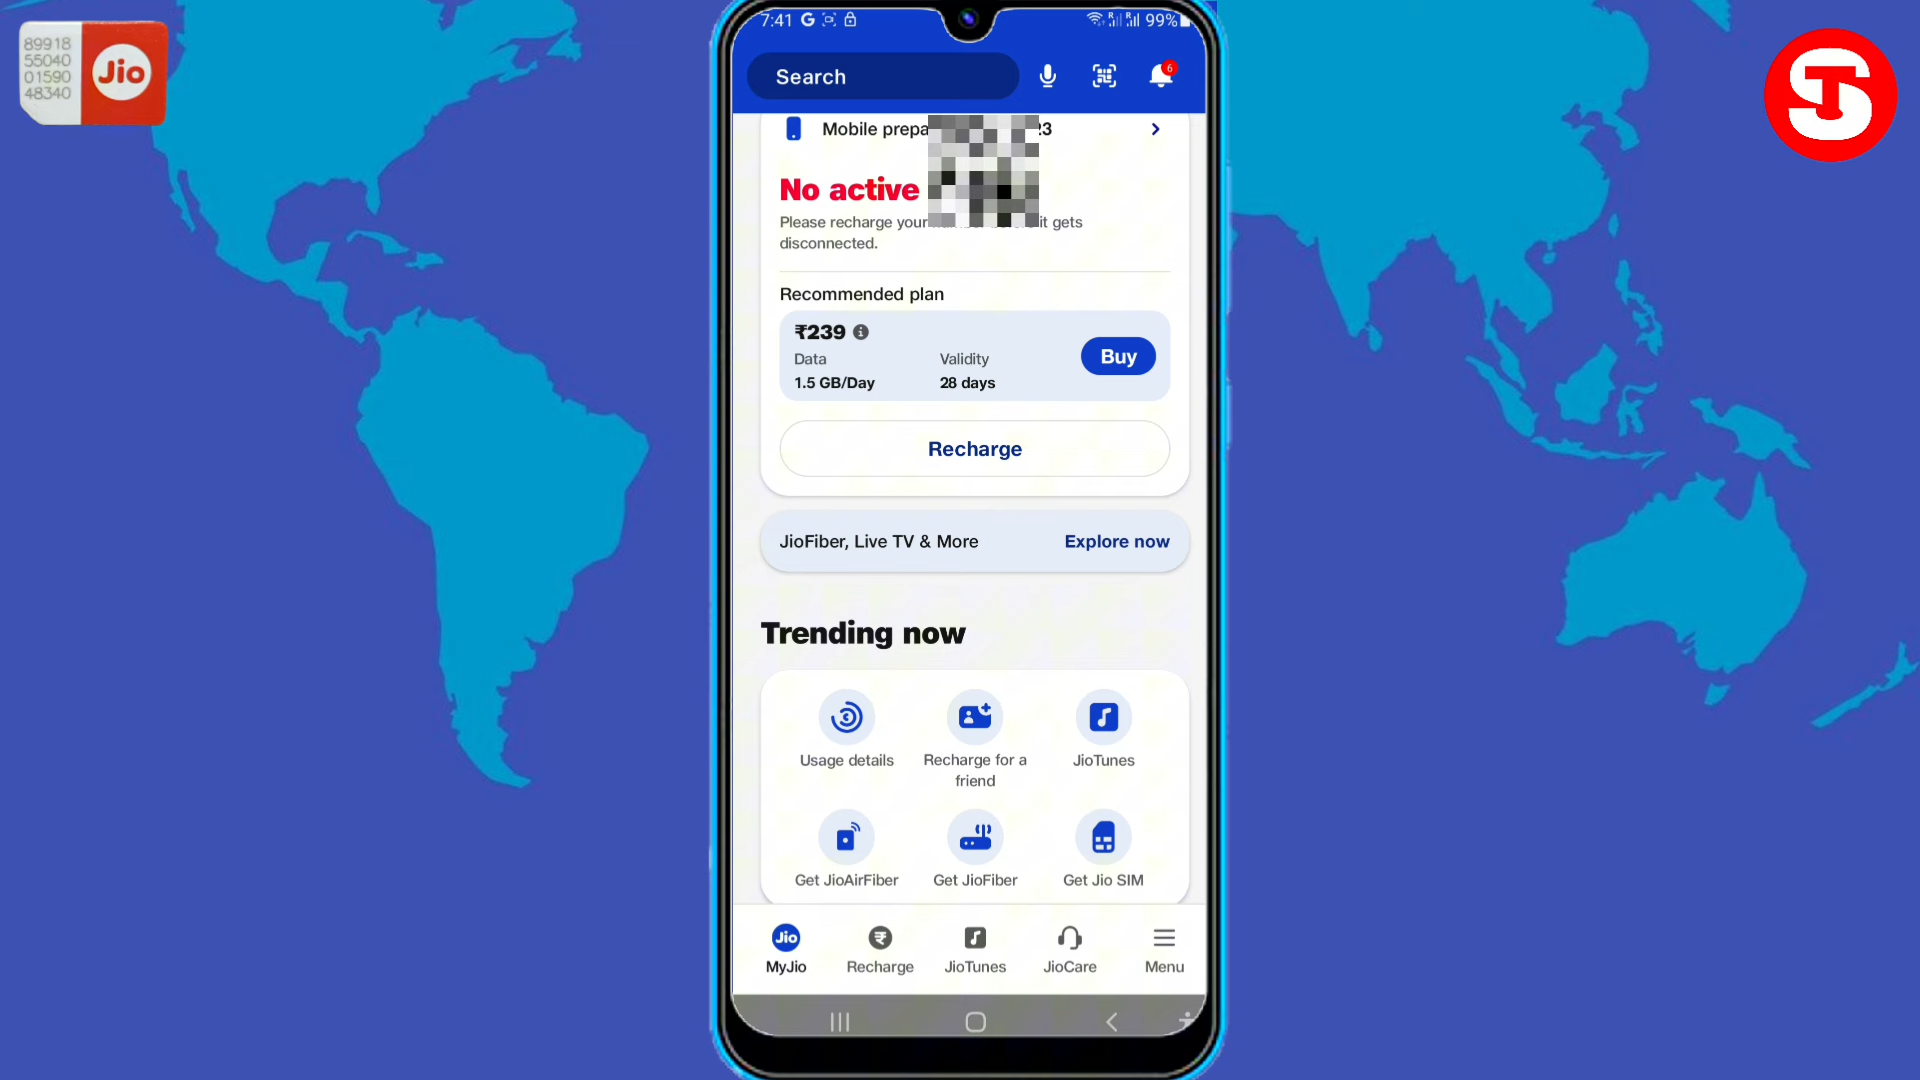 89918
55040
01590
48340
Jio
7:41
99%
Search
6
Mobile prepa 23
No active
Please recharge your it gets
disconnected.
Recommended plan
₹239
Data
Validity
1.5 GB/Day
28 days
Buy
Recharge
JioFiber, Live TV & More
Explore now
Trending now
Usage details
Recharge for a
friend
JioTunes
Get JioAirFiber
Get JioFiber
Get Jio SIM
Jio
MyJio
Recharge
JioTunes
JioCare
Menu